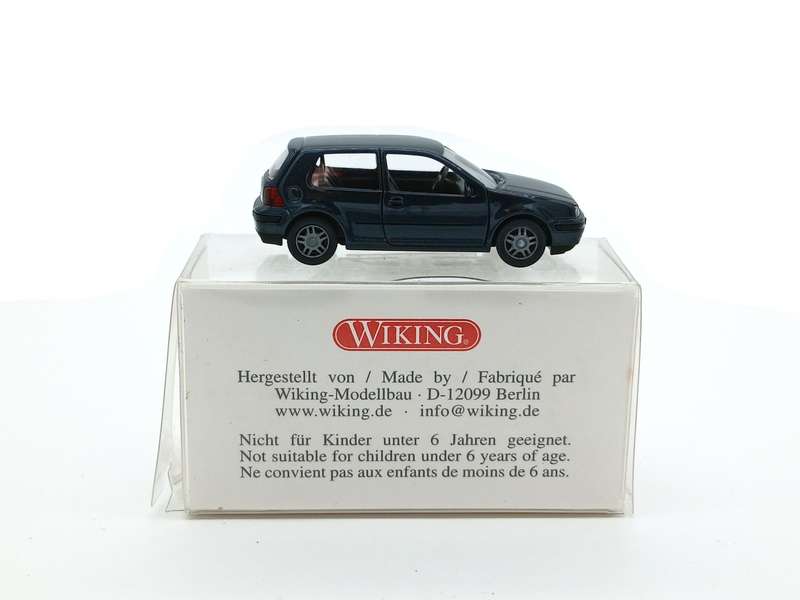 WIKING®
Hergestellt von / Made by / Fabriqué par
Wiking-Modellbau · D-12099 Berlin
www.wiking.de · info@wiking.de
Nicht für Kinder unter 6 Jahren geeignet.
Not suitable for children under 6 years of age.
Ne convient pas aux enfants de moins de 6 ans.